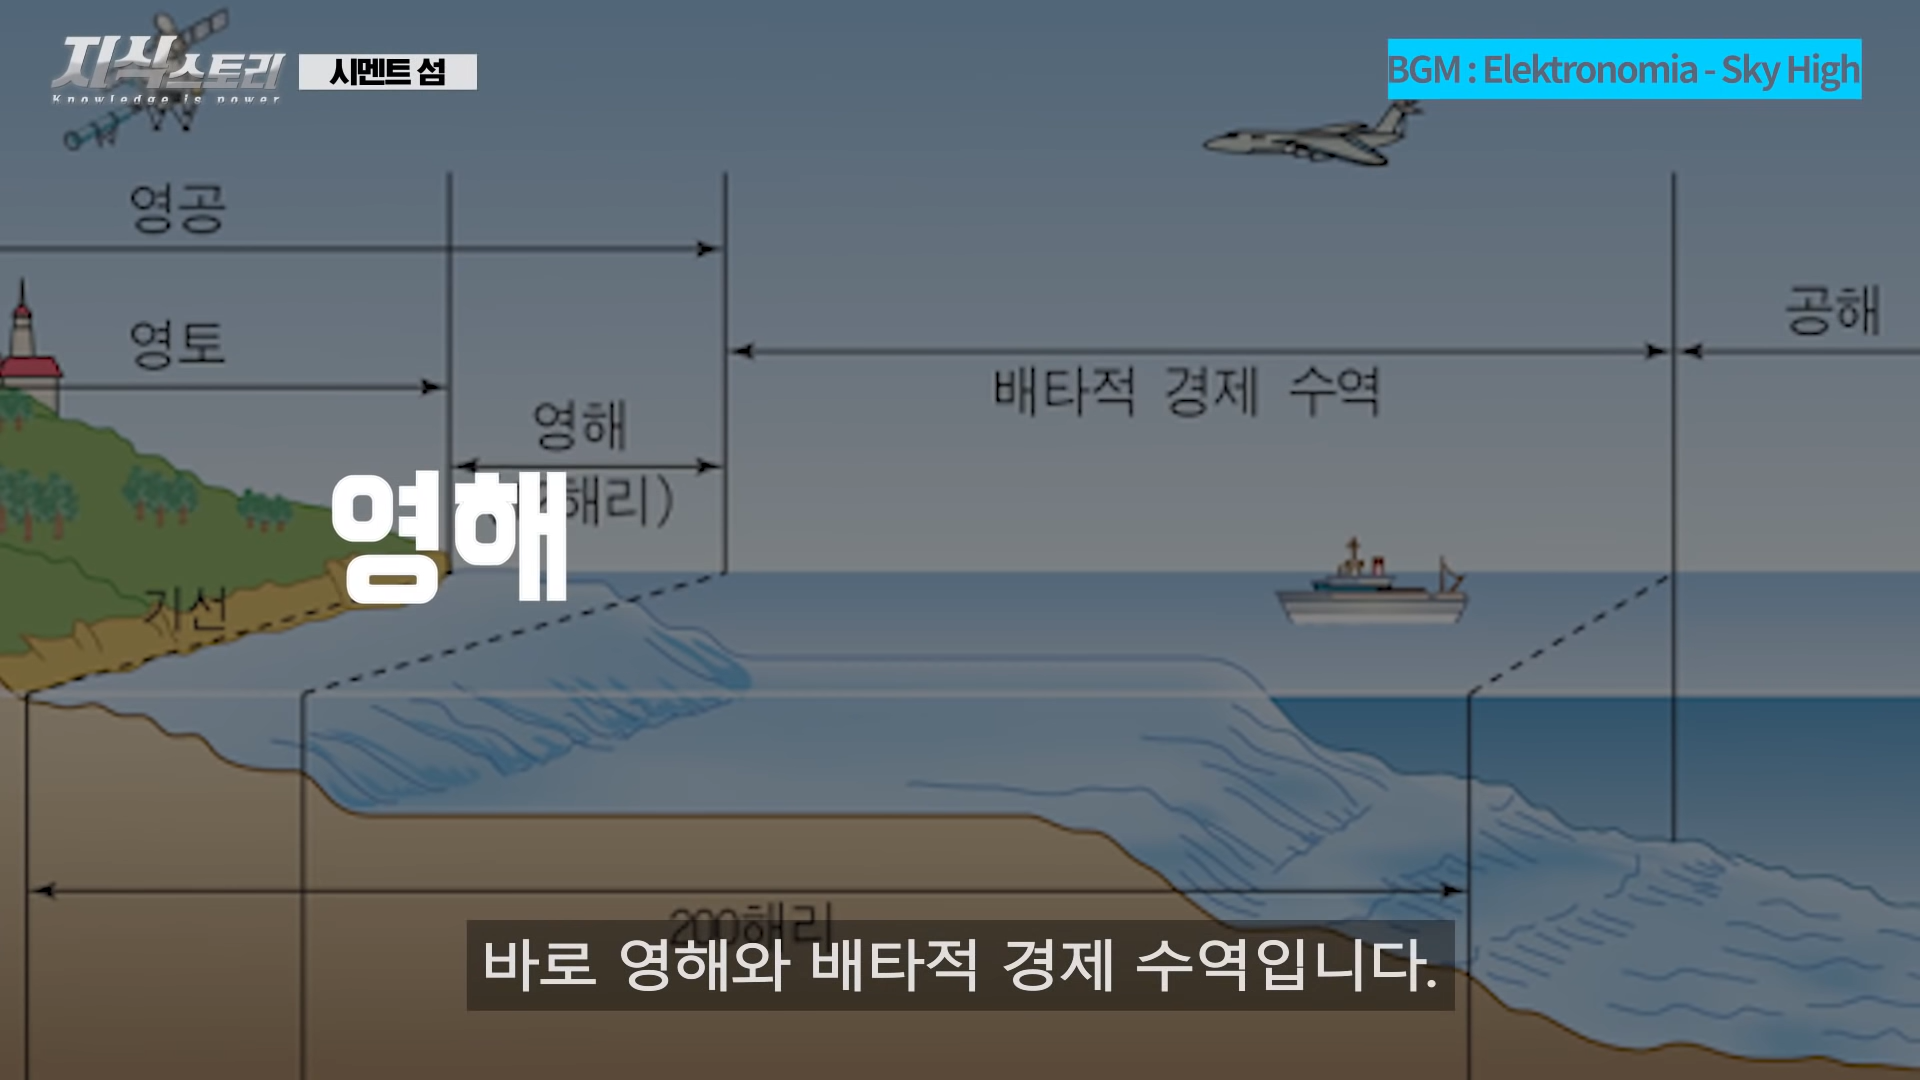 지식스토리
Knowledge is power
시멘트 섬
BGM : Elektronomia - Sky High
영공
영토
공해
배타적 경제 수역
영해
해리)
영해
기선
200해리
바로 영해와 배타적 경제 수역입니다.